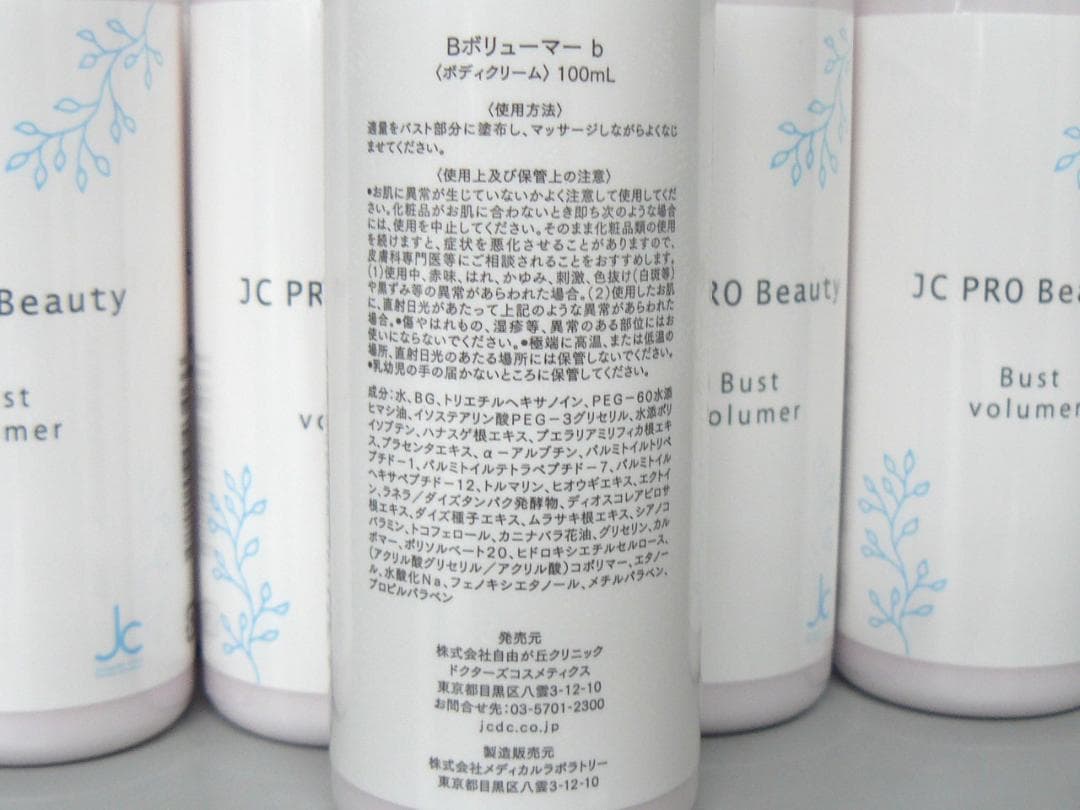 Bボリューマー b
〈ボディクリーム〉 100mL
〈使用方法〉
適量をバスト部分に塗布し、マッサージしながらよくなじ
ませてください。
〈使用上及び保管上の注意〉
●お肌に異常が生じていないかよく注意して使用してくだ
さい。化粧品がお肌に合わないとき即ち次のような場合
には、使用を中止してください。そのまま化粧品類の使用
を続けますと、症状を悪化させることがありますので、
皮膚科専門医等にご相談されることをおすすめします。
(1)使用中、赤味、はれ、かゆみ、刺激、色抜け(白斑等)
や黒ずみ等の異常があらわれた場合。(2)使用したお肌
に、直射日光があたって上記のような異常があらわれた
場合。●傷やはれもの、湿疹等、異常のある部位にはお
使いにならないでください。●極端に高温、または低温の
場所、直射日光のあたる場所には保管しないでください。
●乳幼児の手の届かないところに保管してください。
成分:水、BG、トリエチルヘキサノイン、PEG-60水添
ヒマシ油、イソステアリン酸PEG-3グリセリル、水添ポリ
イソブテン、ハナスゲ根エキス、プエラリアミリフィカ根エキ
ス、プラセンタエキス、α-アルブチン、パルミトイルトリペ
プチド-1、パルミトイルテトラペプチド-7、パルミトイル
ヘキサペプチド-12、トルマリン、ヒオウギエキス、エクトイ
ン、ラネラ/ダイズタンパク発酵物、ディオスコレアビロサ
根エキス、ダイズ種子エキス、ムラサキ根エキス、シアノコ
バラミン、トコフェロール、カニナバラ花油、グリセリン、カル
ボマー、ポリソルベート20、ヒドロキシエチルセルロース、
(アクリル酸グリセリル/アクリル酸)コポリマー、エタノー
ル、水酸化Na、フェノキシエタノール、メチルパラベン、
プロピルパラベン
発売元
株式会社自由が丘クリニック
ドクターズコスメティクス
東京都目黒区八雲3-12-10
お問合せ先:03-5701-2300
jcdc.co.jp
製造販売元
株式会社メディカルラボラトリー
東京都目黒区八雲3-12-10
Beauty
st
mer
Jc
JC PR
vo
RO Beauty
Bust
olumer
Jc
JC PRO Bea
Bust
volumer